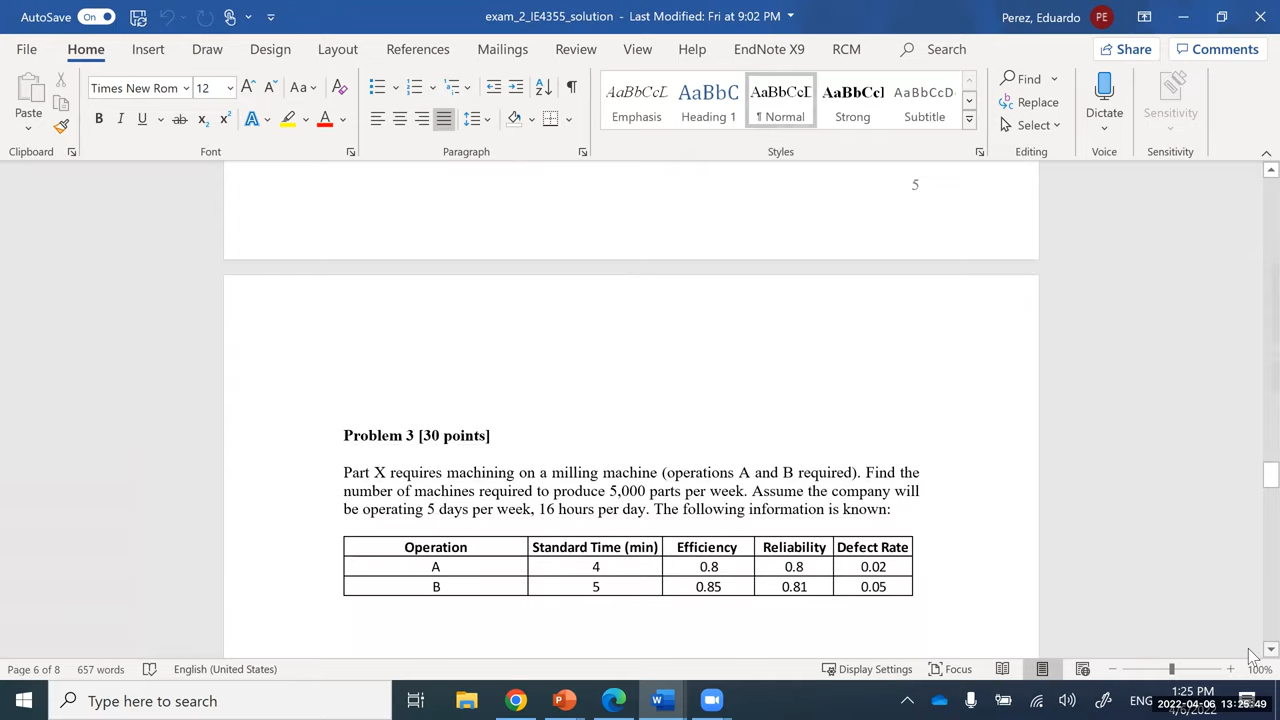 AutoSave On
exam_2_IE4355_solution - Last Modified: Fri at 9:02 PM
Perez, Eduardo PE
File Home Insert Draw Design Layout References Mailings Review View Help EndNote X9 RCM Search Share Comments
Times New Rom 12 Aa
AaBbCcL AaBbC AaBbCcD AaBbCcl AaBbCcD
Paste
Emphasis Heading 1 ¶ Normal Strong Subtitle
Find
Replace
Select
Dictate
Sensitivity
Clipboard Font Paragraph Styles Editing Voice Sensitivity
5
Problem 3 [30 points]
Part X requires machining on a milling machine (operations A and B required). Find the
number of machines required to produce 5,000 parts per week. Assume the company will
be operating 5 days per week, 16 hours per day. The following information is known:
Operation Standard Time (min) Efficiency Reliability Defect Rate
A 4 0.8 0.8 0.02
B 5 0.85 0.81 0.05
Page 6 of 8 657 words English (United States) Display Settings Focus 100%
Type here to search
ENG
1:25 PM
2022-04-06 13:25:49